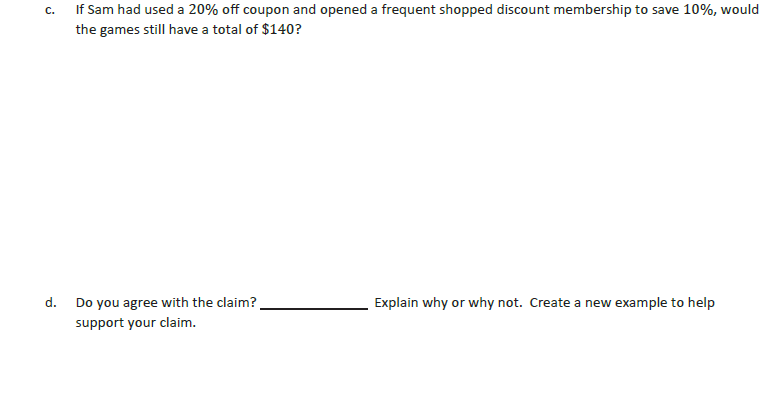 c. If Sam had used a 20% off coupon and opened a frequent shopped discount membership to save 10%, would
the games still have a total of $140?
d. Do you agree with the claim? ______________ Explain why or why not. Create a new example to help
support your claim.